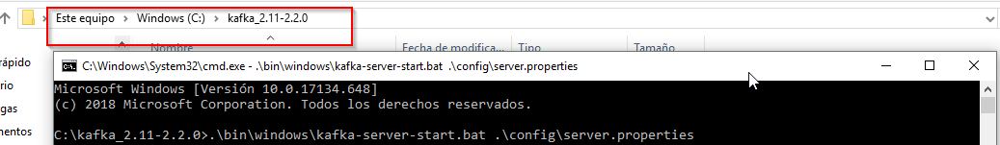 Este equipo > Windows (C:) > kafka_2.11-2.2.0
rápido
Nombre
Fecha de modifica...
Tipo
Tamaño
C:\Windows\System32\cmd.exe - .\bin\windows\kafka-server-start.bat .\config\server.properties
rio
Microsoft Windows [Versión 10.0.17134.648]
gas
(c) 2018 Microsoft Corporation. Todos los derechos reservados.
mentos
C:\kafka_2.11-2.2.0>.\bin\windows\kafka-server-start.bat .\config\server.properties